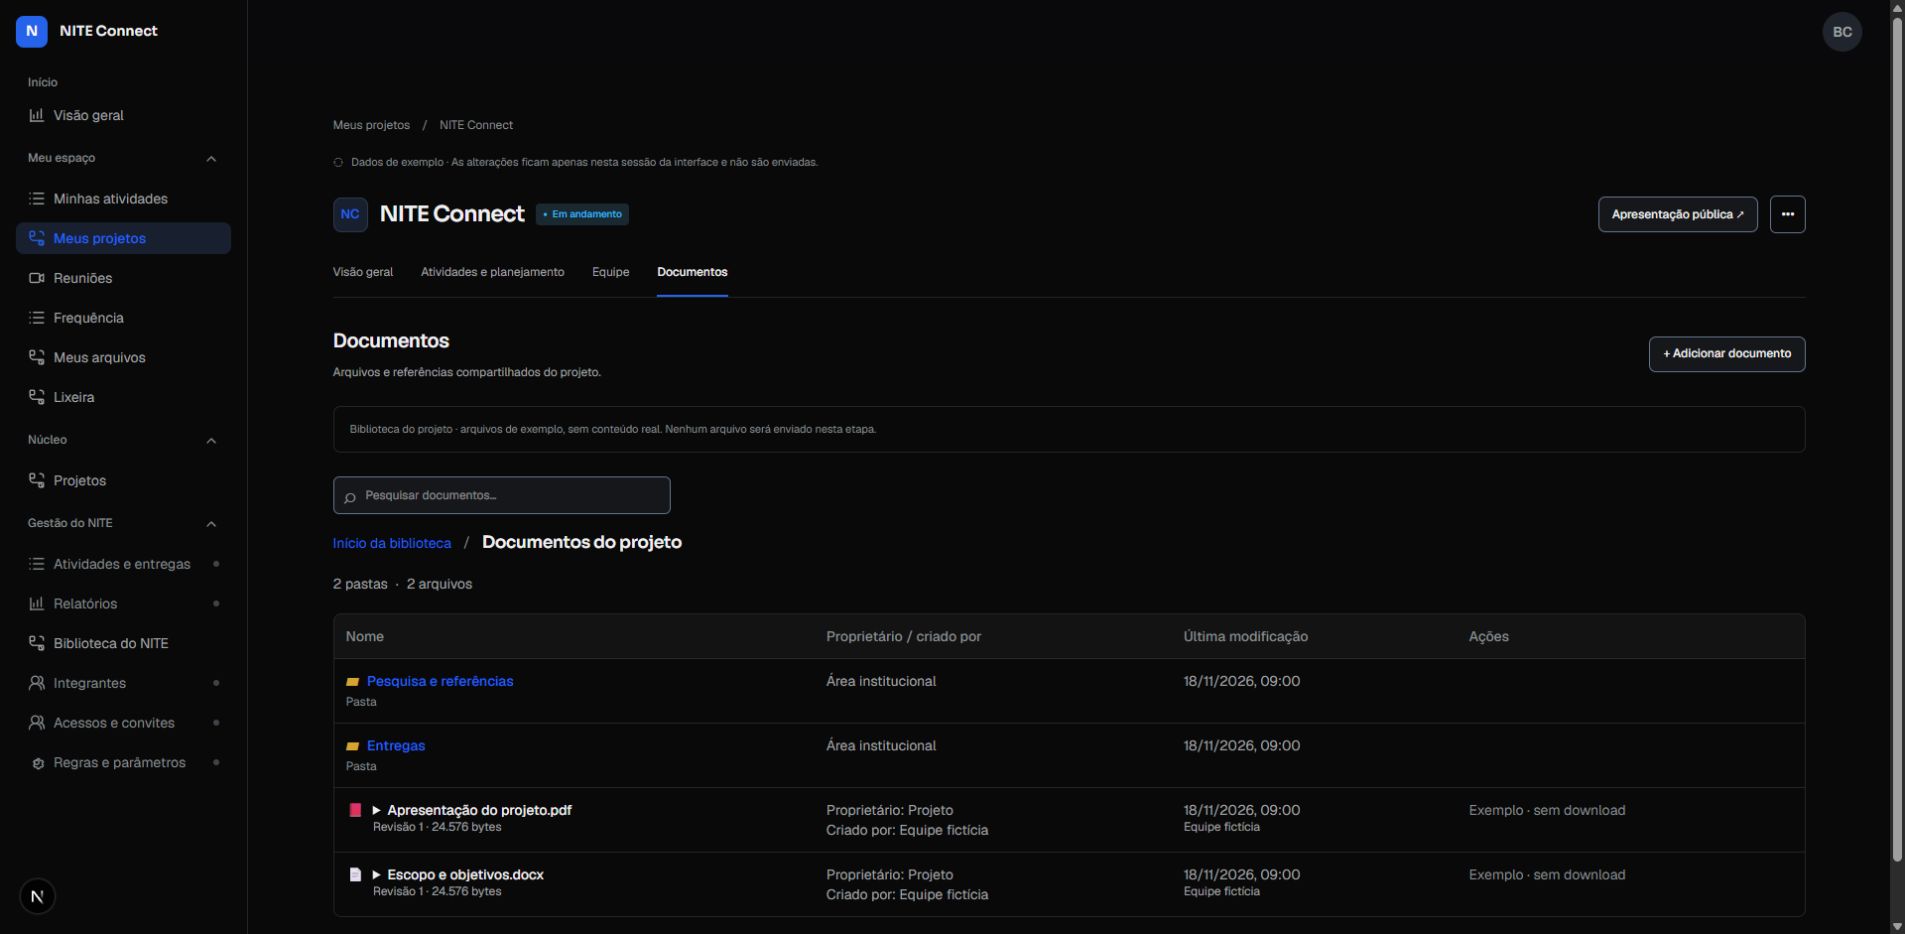 N NITE Connect
BC
Início
Visão geral
Meu espaço
Minhas atividades
Meus projetos
Reuniões
Frequência
Meus arquivos
Lixeira
Núcleo
Projetos
Gestão do NITE
Atividades e entregas
Relatórios
Biblioteca do NITE
Integrantes
Acessos e convites
Regras e parâmetros
N
Meus projetos / NITE Connect
Dados de exemplo · As alterações ficam apenas nesta sessão da interface e não são enviadas.
NC NITE Connect • Em andamento
Apresentação pública ↗ •••
Visão geral Atividades e planejamento Equipe Documentos
Documentos
+ Adicionar documento
Arquivos e referências compartilhados do projeto.
Biblioteca do projeto · arquivos de exemplo, sem conteúdo real. Nenhum arquivo será enviado nesta etapa.
Pesquisar documentos...
Início da biblioteca / Documentos do projeto
2 pastas · 2 arquivos
Nome Proprietário / criado por Última modificação Ações
Pesquisa e referências Área institucional 18/11/2026, 09:00
Pasta
Entregas Área institucional 18/11/2026, 09:00
Pasta
▶ Apresentação do projeto.pdf Proprietário: Projeto 18/11/2026, 09:00 Exemplo · sem download
Revisão 1 · 24.576 bytes Criado por: Equipe fictícia Equipe fictícia
▶ Escopo e objetivos.docx Proprietário: Projeto 18/11/2026, 09:00 Exemplo · sem download
Revisão 1 · 24.576 bytes Criado por: Equipe fictícia Equipe fictícia